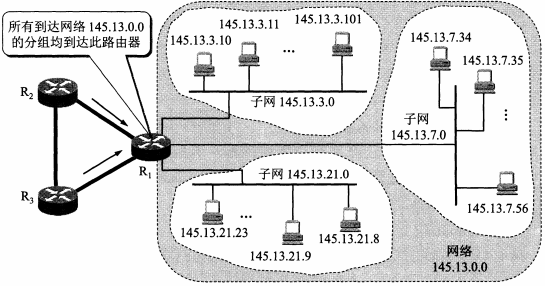 所有到达网络 145.13.0.0
的分组均到达此路由器
145.13.3.10
145.13.3.11
…
145.13.3.101
子网 145.13.3.0
145.13.7.34
145.13.7.35
⋮
子网
145.13.7.0
145.13.7.56
R₂
R₁
R₃
子网 145.13.21.0
145.13.21.23
…
145.13.21.9
145.13.21.8
网络
145.13.0.0